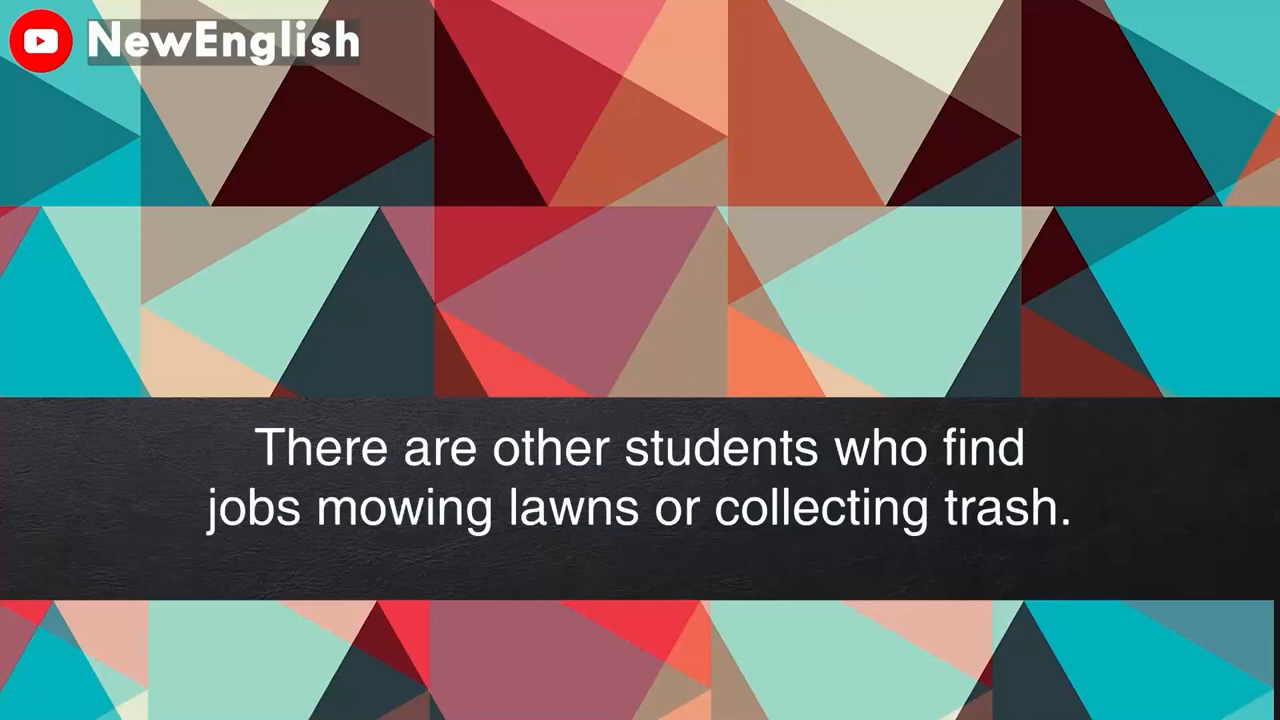 NewEnglish
There are other students who find
jobs mowing lawns or collecting trash.